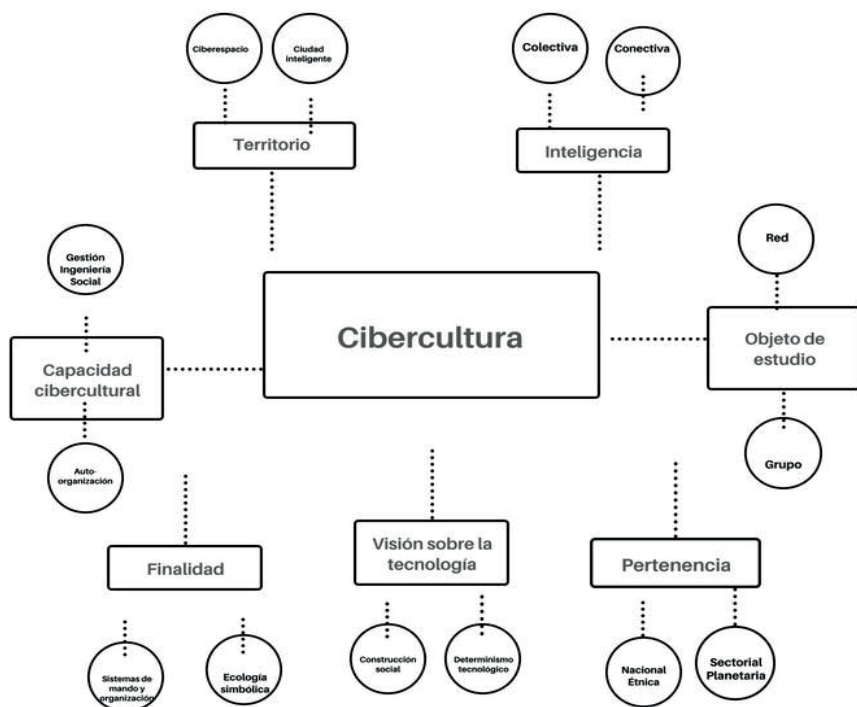 Ciberespacio
Ciudad
inteligente
Colectiva
Conectiva
Territorio
Inteligencia
Gestión
Ingeniería
Social
Red
Cibercultura
Capacidad
cibercultural
Objeto de
estudio
Auto-
organización
Grupo
Finalidad
Visión sobre la
tecnología
Pertenencia
Sistemas de
mando y
organización
Ecología
simbólica
Construcción
social
Determinismo
tecnológico
Nacional
Étnica
Sectorial
Planetaria